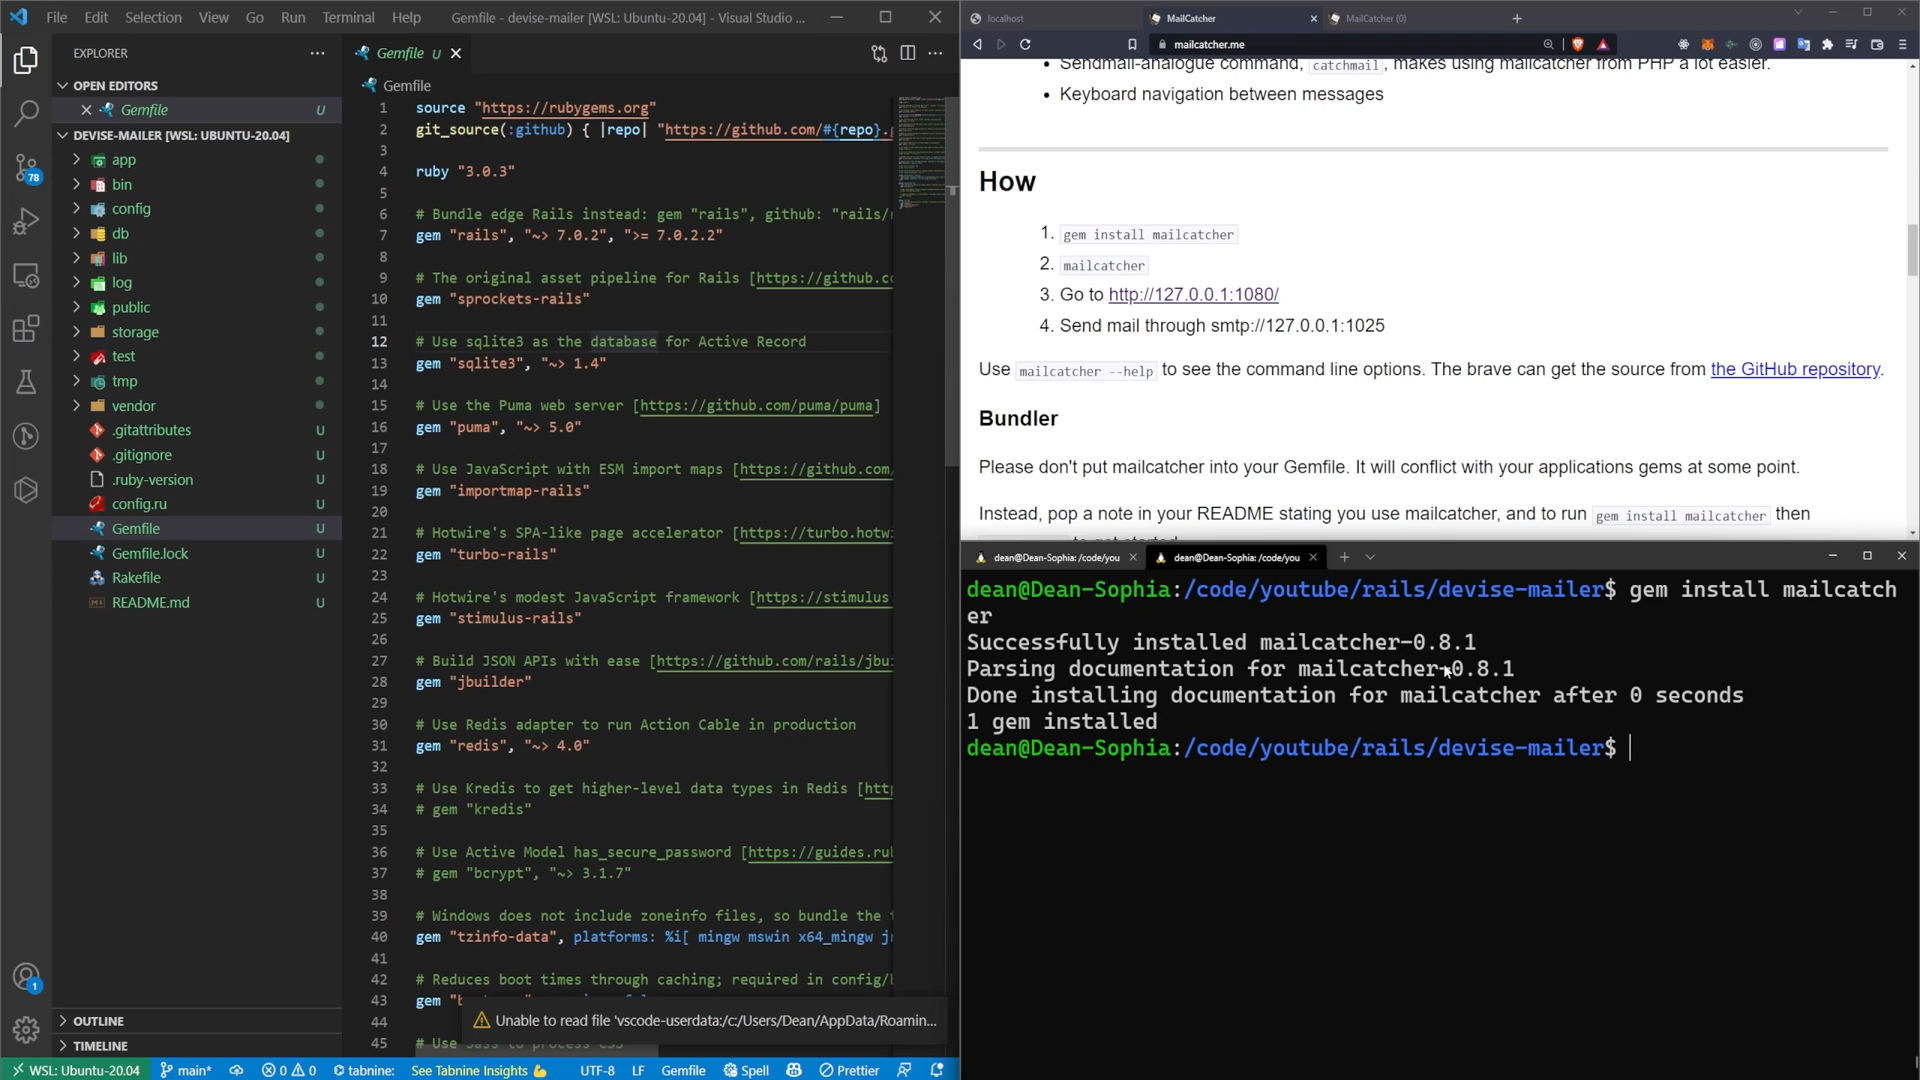 File Edit Selection View Go Run Terminal Help Gemfile - devise-mailer [WSL: Ubuntu-20.04] - Visual Studio ...
EXPLORER
OPEN EDITORS
Gemfile U
DEVISE-MAILER [WSL: UBUNTU-20.04]
app
bin
config
db
lib
log
public
storage
test
tmp
vendor
.gitattributes U
.gitignore U
.ruby-version U
config.ru U
Gemfile U
Gemfile.lock U
Rakefile U
README.md U
OUTLINE
TIMELINE
78
1
Gemfile U
Gemfile
1 source "https://rubygems.org"
2 git_source(:github) { |repo| "https://github.com/#{repo}.g
3
4 ruby "3.0.3"
5
6 # Bundle edge Rails instead: gem "rails", github: "rails/r
7 gem "rails", "~> 7.0.2", ">= 7.0.2.2"
8
9 # The original asset pipeline for Rails [https://github.co
10 gem "sprockets-rails"
11
12 # Use sqlite3 as the database for Active Record
13 gem "sqlite3", "~> 1.4"
14
15 # Use the Puma web server [https://github.com/puma/puma]
16 gem "puma", "~> 5.0"
17
18 # Use JavaScript with ESM import maps [https://github.com/
19 gem "importmap-rails"
20
21 # Hotwire's SPA-like page accelerator [https://turbo.hotwi
22 gem "turbo-rails"
23
24 # Hotwire's modest JavaScript framework [https://stimulus.
25 gem "stimulus-rails"
26
27 # Build JSON APIs with ease [https://github.com/rails/jbui
28 gem "jbuilder"
29
30 # Use Redis adapter to run Action Cable in production
31 gem "redis", "~> 4.0"
32
33 # Use Kredis to get higher-level data types in Redis [http
34 # gem "kredis"
35
36 # Use Active Model has_secure_password [https://guides.rub
37 # gem "bcrypt", "~> 3.1.7"
38
39 # Windows does not include zoneinfo files, so bundle the t
40 gem "tzinfo-data", platforms: %i[ mingw mswin x64_mingw jr
41
42 # Reduces boot times through caching; required in config/b
43 gem "b
44
45 # Use Sass to process CSS
Unable to read file 'vscode-userdata:/c:/Users/Dean/AppData/Roamin...
WSL: Ubuntu-20.04 main* 0 0 tabnine: See Tabnine Insights UTF-8 LF Gemfile Spell Prettier
localhost MailCatcher MailCatcher (0)
mailcatcher.me
• Sendmail-analogue command, catchmail, makes using mailcatcher from PHP a lot easier.
• Keyboard navigation between messages
How
1. gem install mailcatcher
2. mailcatcher
3. Go to http://127.0.0.1:1080/
4. Send mail through smtp://127.0.0.1:1025
Use mailcatcher --help to see the command line options. The brave can get the source from the GitHub repository.
Bundler
Please don't put mailcatcher into your Gemfile. It will conflict with your applications gems at some point.
Instead, pop a note in your README stating you use mailcatcher, and to run gem install mailcatcher then
to get started
dean@Dean-Sophia: /code/you dean@Dean-Sophia: /code/you
dean@Dean-Sophia:/code/youtube/rails/devise-mailer$ gem install mailcatch
er
Successfully installed mailcatcher-0.8.1
Parsing documentation for mailcatcher-0.8.1
Done installing documentation for mailcatcher after 0 seconds
1 gem installed
dean@Dean-Sophia:/code/youtube/rails/devise-mailer$